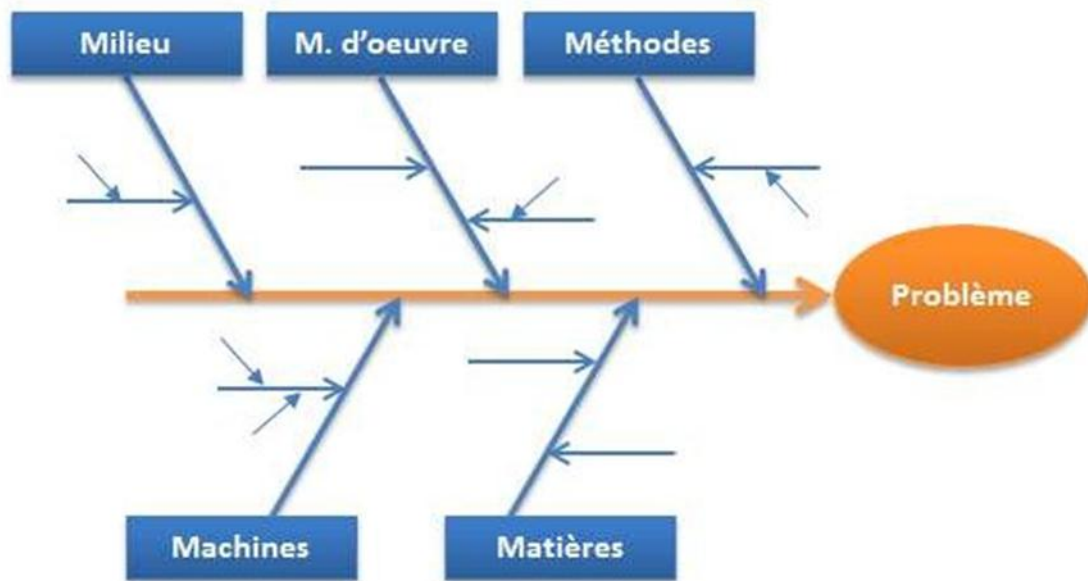 Milieu
M. d'oeuvre
Méthodes
Problème
Machines
Matières